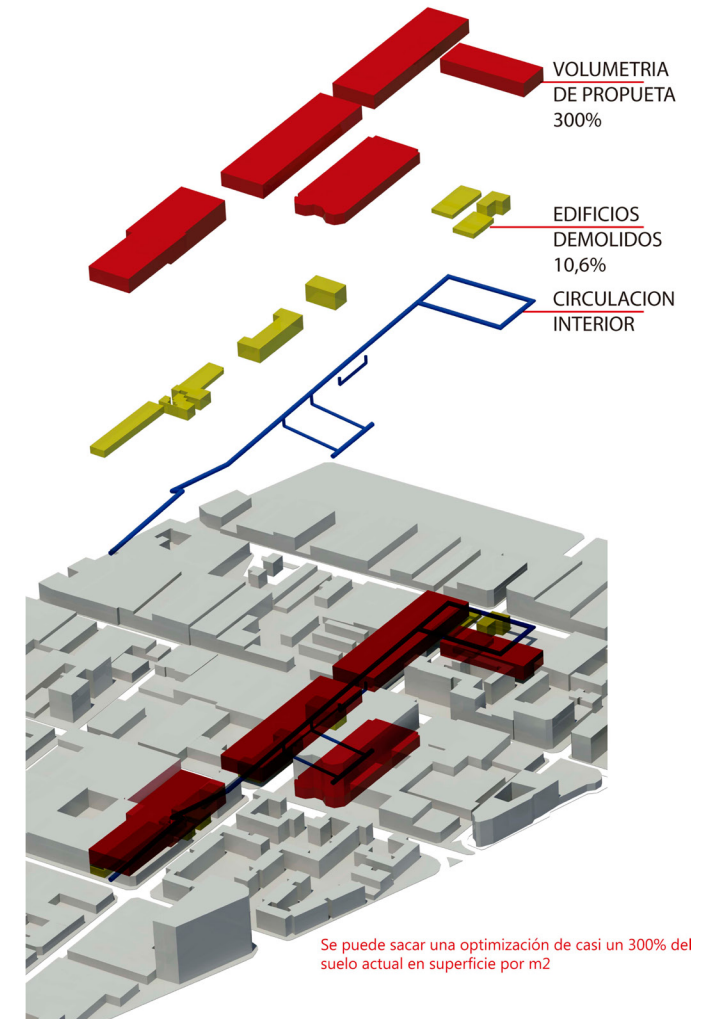 VOLUMETRIA
DE PROPUETA
300%
EDIFICIOS
DEMOLIDOS
10,6%
CIRCULACION
INTERIOR
Se puede sacar una optimización de casi un 300% del
suelo actual en superficie por m2